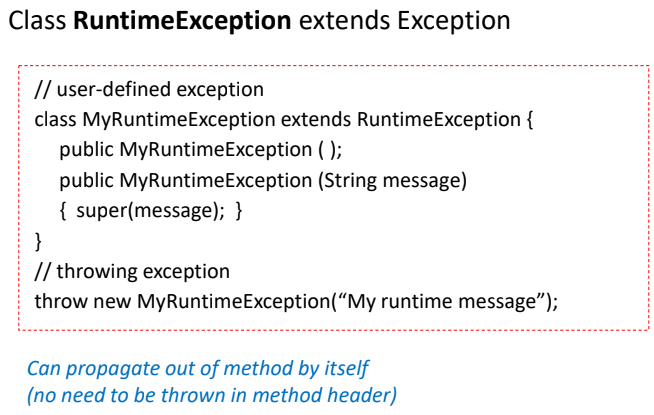 Class RuntimeException extends Exception
// user-defined exception
class MyRuntimeException extends RuntimeException {
public MyRuntimeException ( );
public MyRuntimeException (String message)
{ super(message); }
}
// throwing exception
throw new MyRuntimeException(“My runtime message”);
Can propagate out of method by itself
(no need to be thrown in method header)